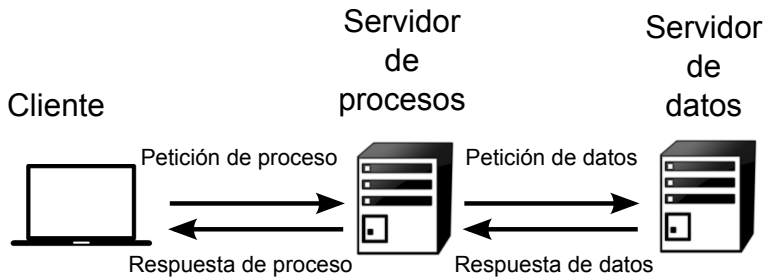 Cliente
Servidor
de
procesos
Servidor
de
datos
Petición de proceso
Petición de datos
Respuesta de proceso
Respuesta de datos